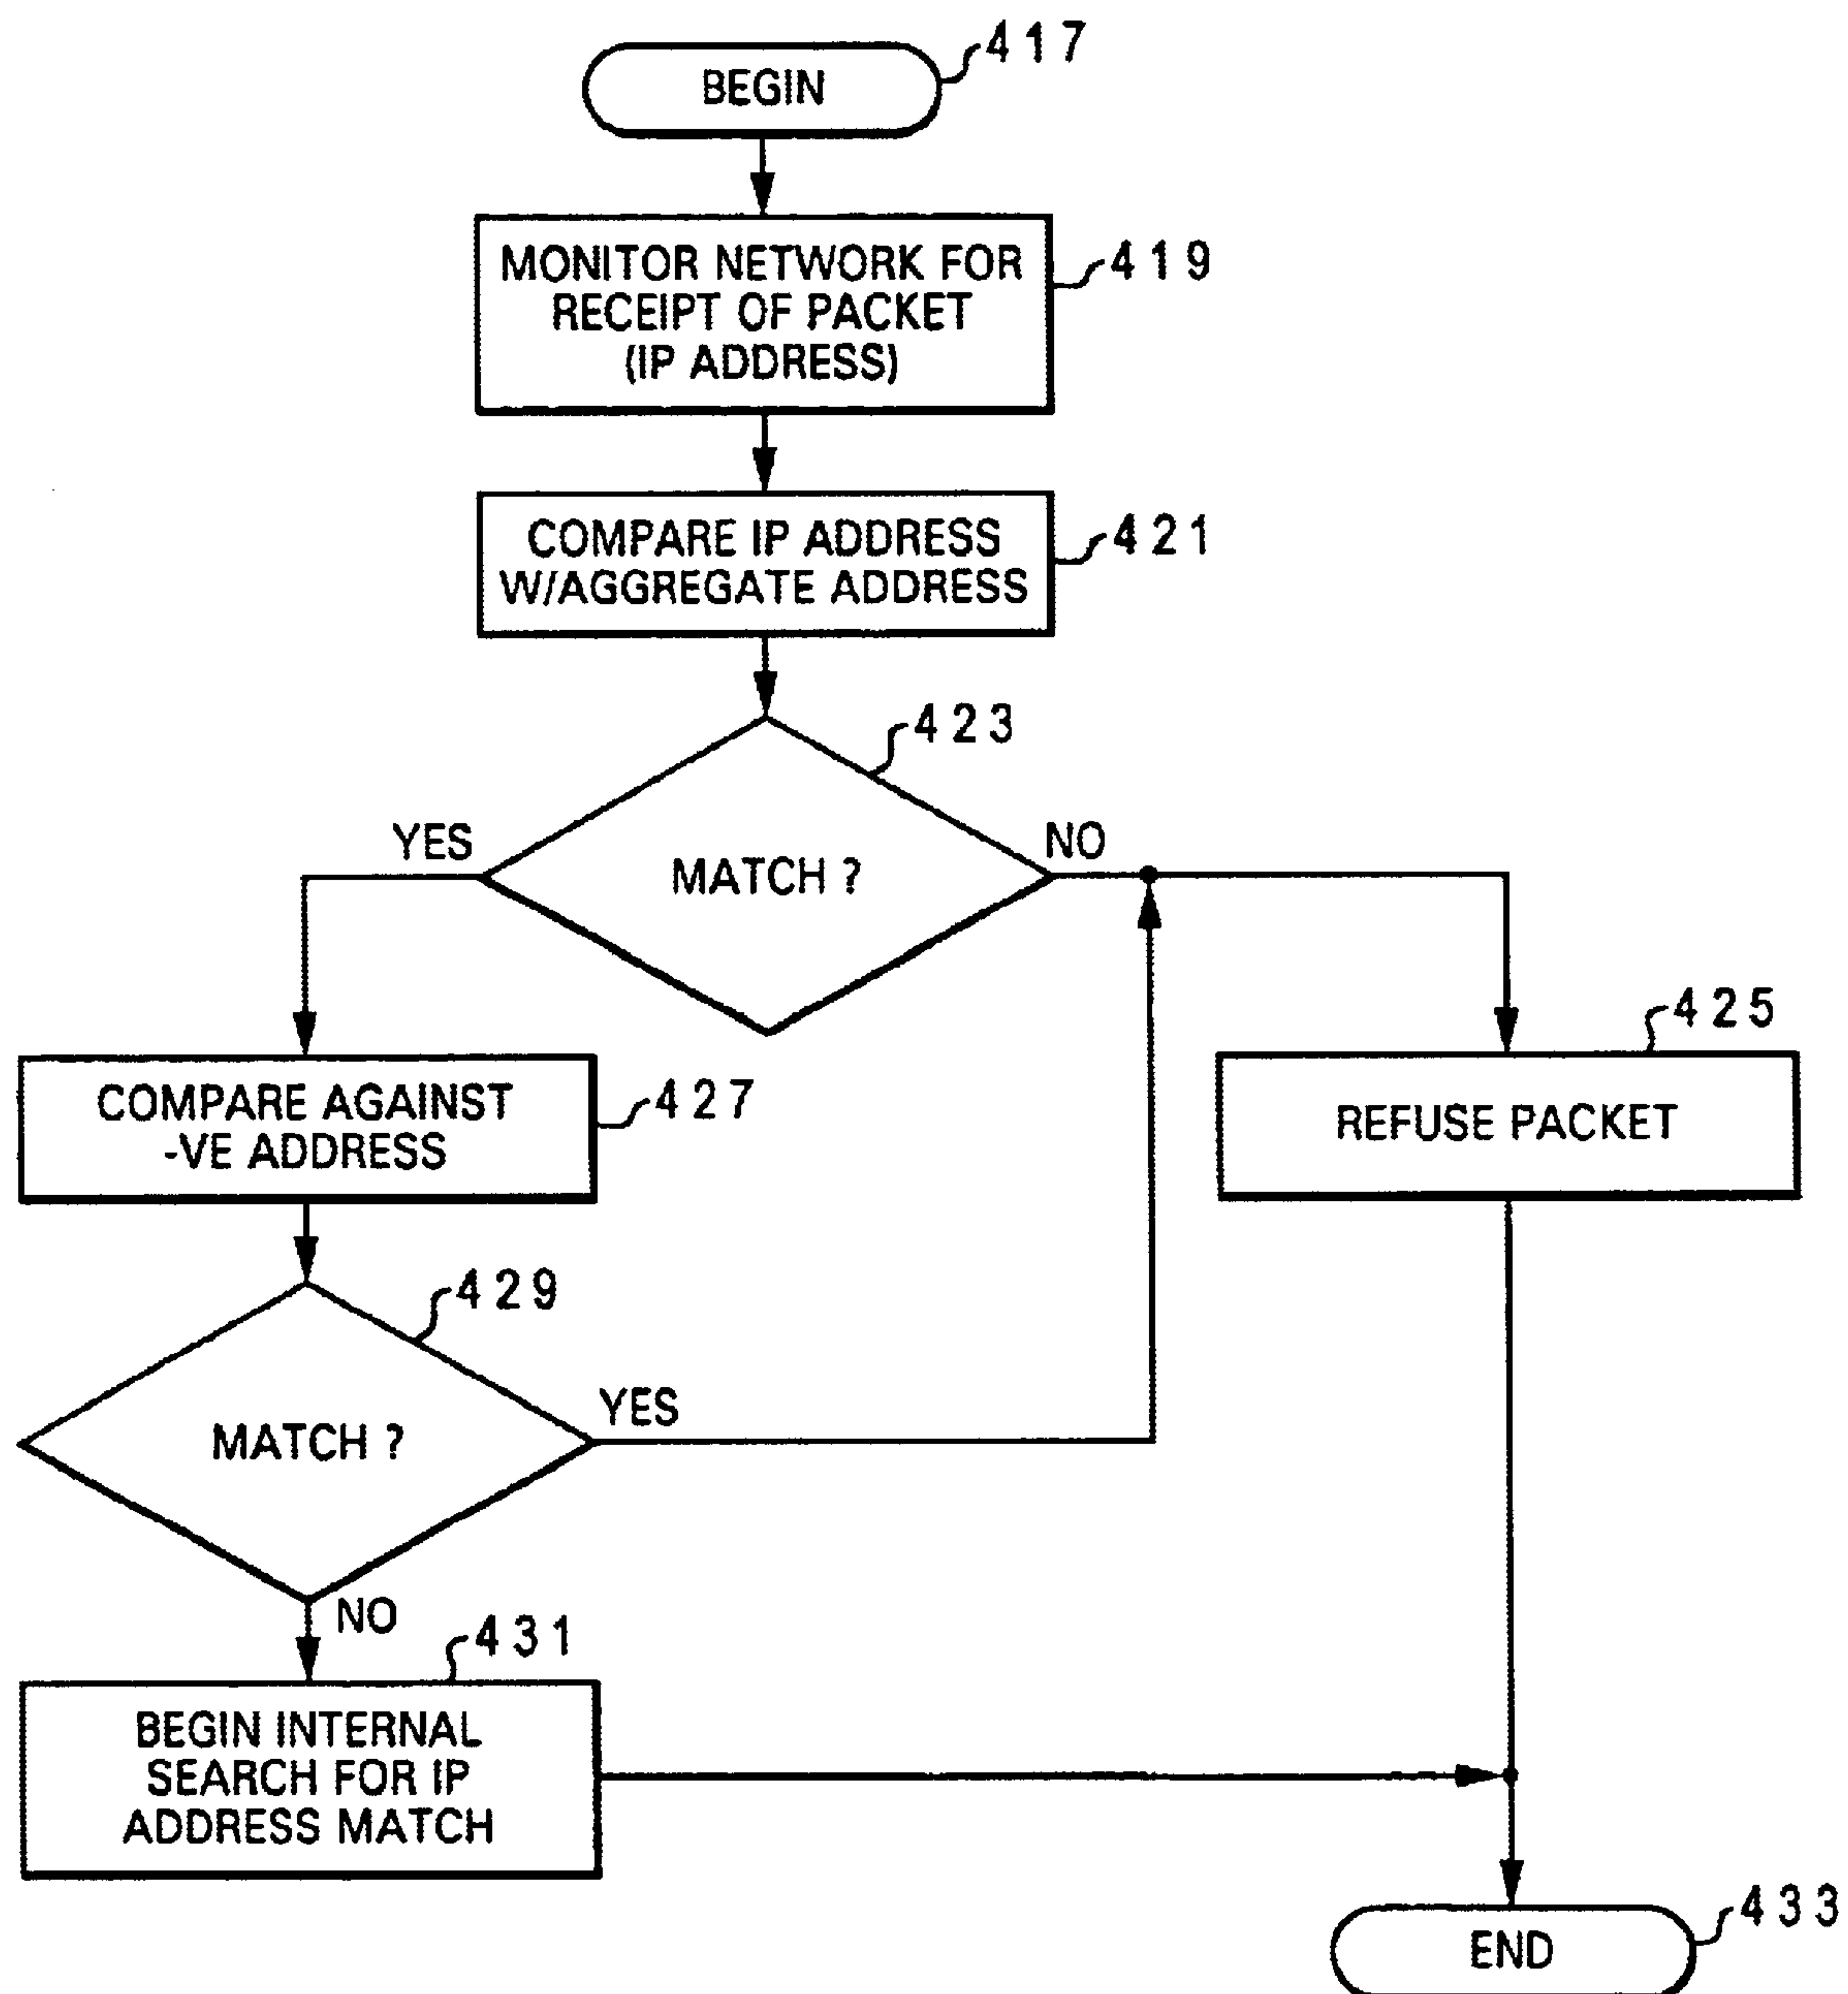 417
BEGIN
MONITOR NETWORK FOR
RECEIPT OF PACKET
(IP ADDRESS)
419
COMPARE IP ADDRESS
W/AGGREGATE ADDRESS
421
423
YES
MATCH ?
NO
425
COMPARE AGAINST
-VE ADDRESS
427
REFUSE PACKET
429
MATCH ?
YES
NO
431
BEGIN INTERNAL
SEARCH FOR IP
ADDRESS MATCH
433
END